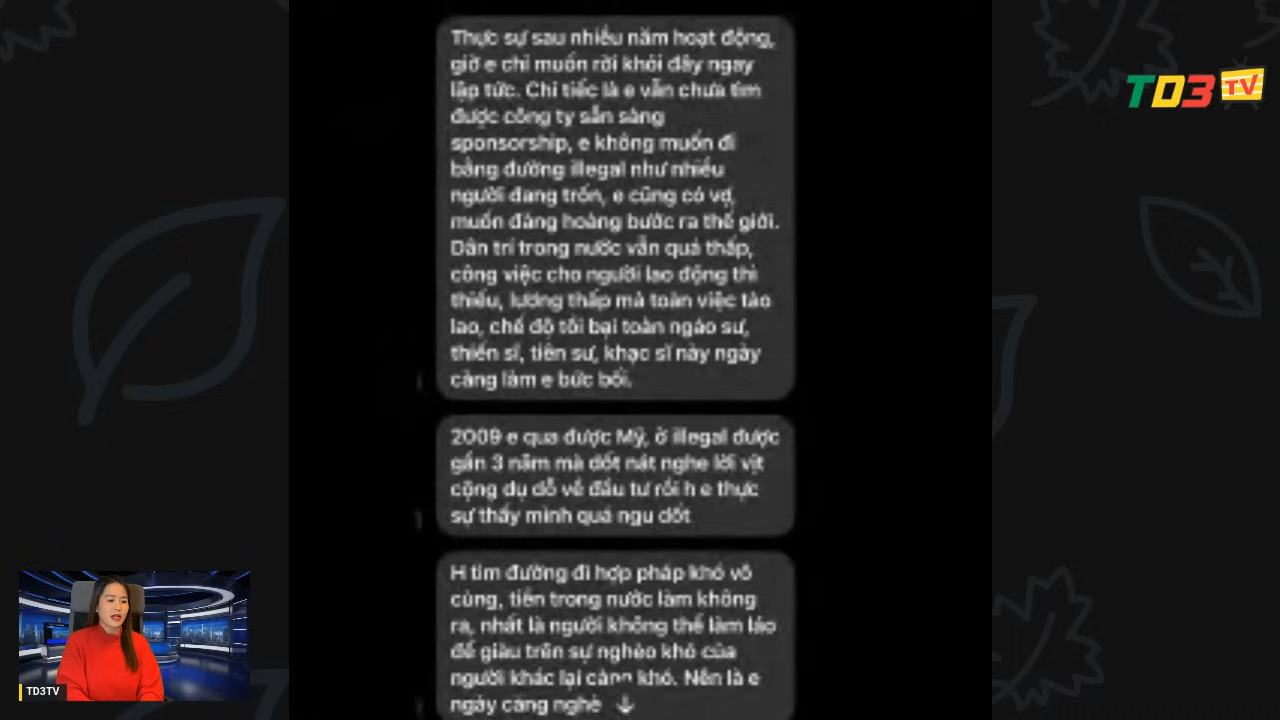 Thực sự sau nhiều năm hoạt động,
giờ e chỉ muốn rời khỏi đây ngay
lập tức. Chỉ tiếc là e vẫn chưa tìm
được công ty sẵn sàng
sponsorship, e không muốn đi
bằng đường illegal như nhiều
người đang trốn, e cũng có vợ,
muốn đàng hoàng bước ra thế giới.
Dân trí trong nước vẫn quá thấp,
công việc cho người lao động thì
thiếu, lương thấp mà toàn việc tào
lao, chế độ tồi bại toàn ngáo sư,
thiến sĩ, tiên sư, khạc sĩ này ngày
càng làm e bức bối.
2009 e qua được Mỹ, ở illegal được
gần 3 năm mà dốt nát nghe lời vịt
cộng dụ dỗ về đầu tư rồi h e thực
sự thấy mình quá ngu dốt
H tìm đường đi hợp pháp khó vô
cùng, tiền trong nước làm không
ra, nhất là người không thể làm láo
để giàu trên sự nghèo khó của
người khác lại càng khó. Nên là e
ngày càng nghè
TD3 TV
TD3TV